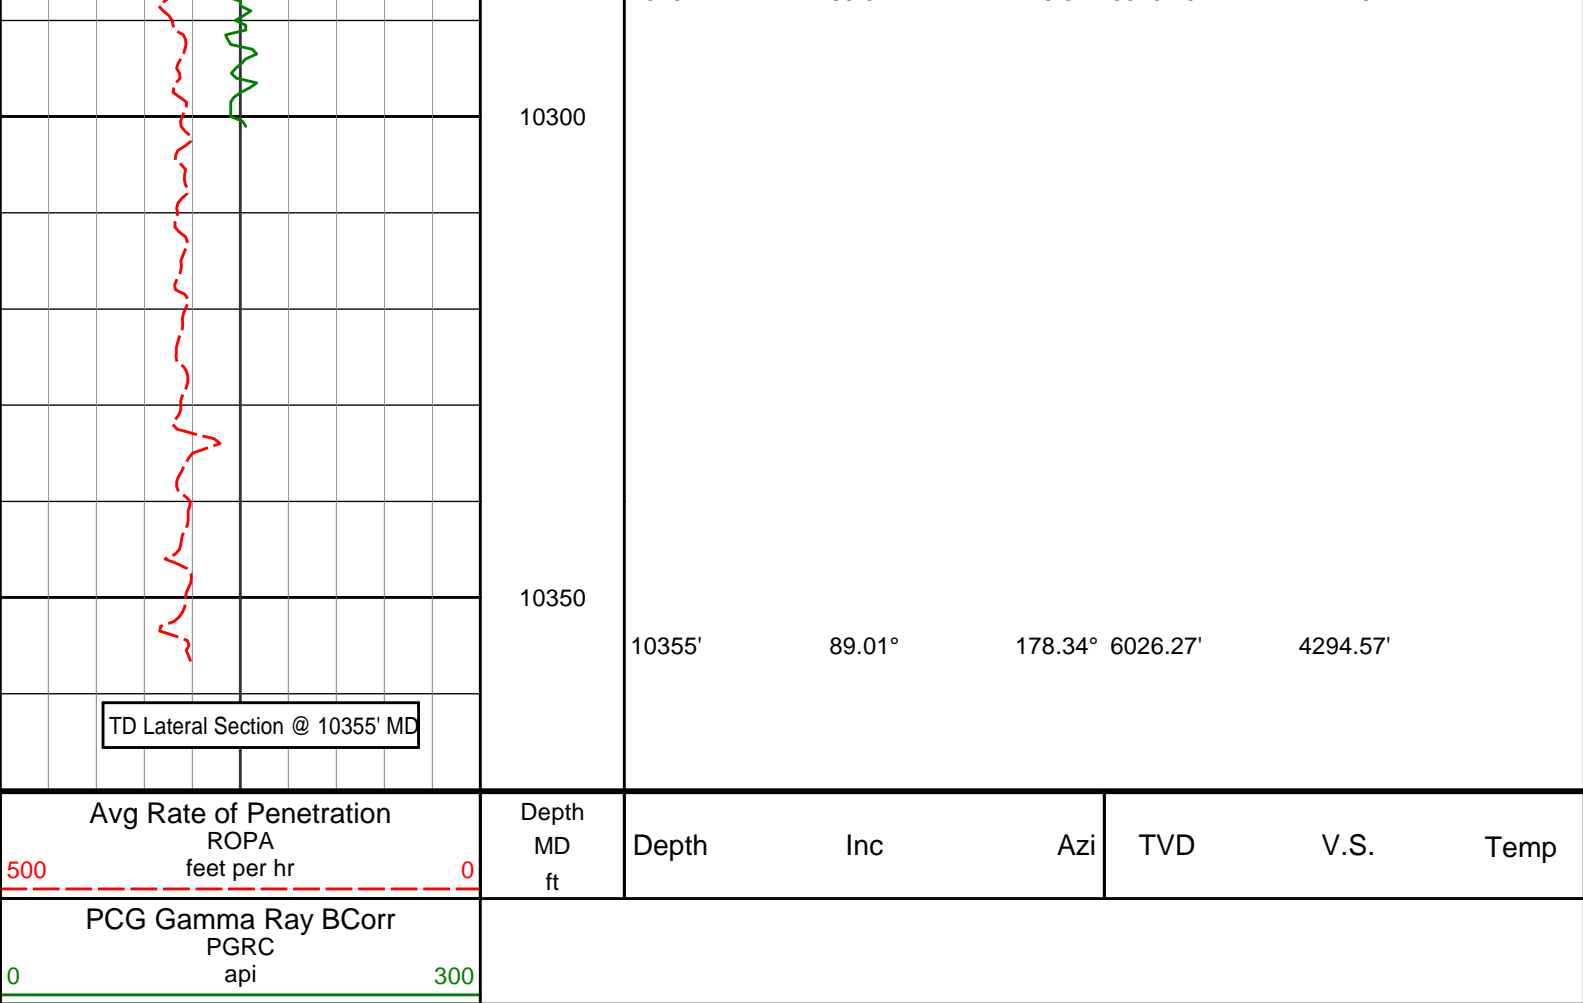 10300
10350
10355' 89.01° 178.34° 6026.27' 4294.57'
TD Lateral Section @ 10355' MD
Avg Rate of Penetration
ROPA
500 feet per hr 0
Depth
MD
ft
Depth Inc Azi TVD V.S. Temp
PCG Gamma Ray BCorr
PGRC
0 api 300